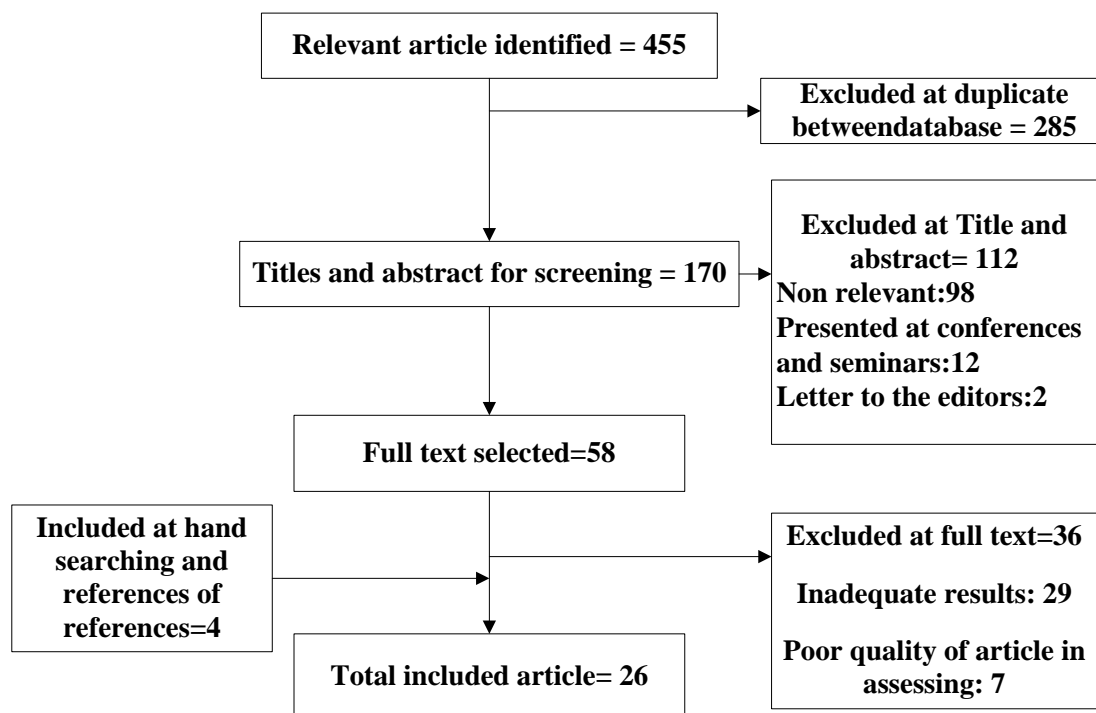 Relevant article identified = 455
Excluded at duplicate
betweendatabase = 285
Titles and abstract for screening = 170
Excluded at Title and
abstract= 112
Non relevant:98
Presented at conferences
and seminars:12
Letter to the editors:2
Full text selected=58
Included at hand
searching and
references of
references=4
Excluded at full text=36
Inadequate results: 29
Poor quality of article in
assessing: 7
Total included article= 26